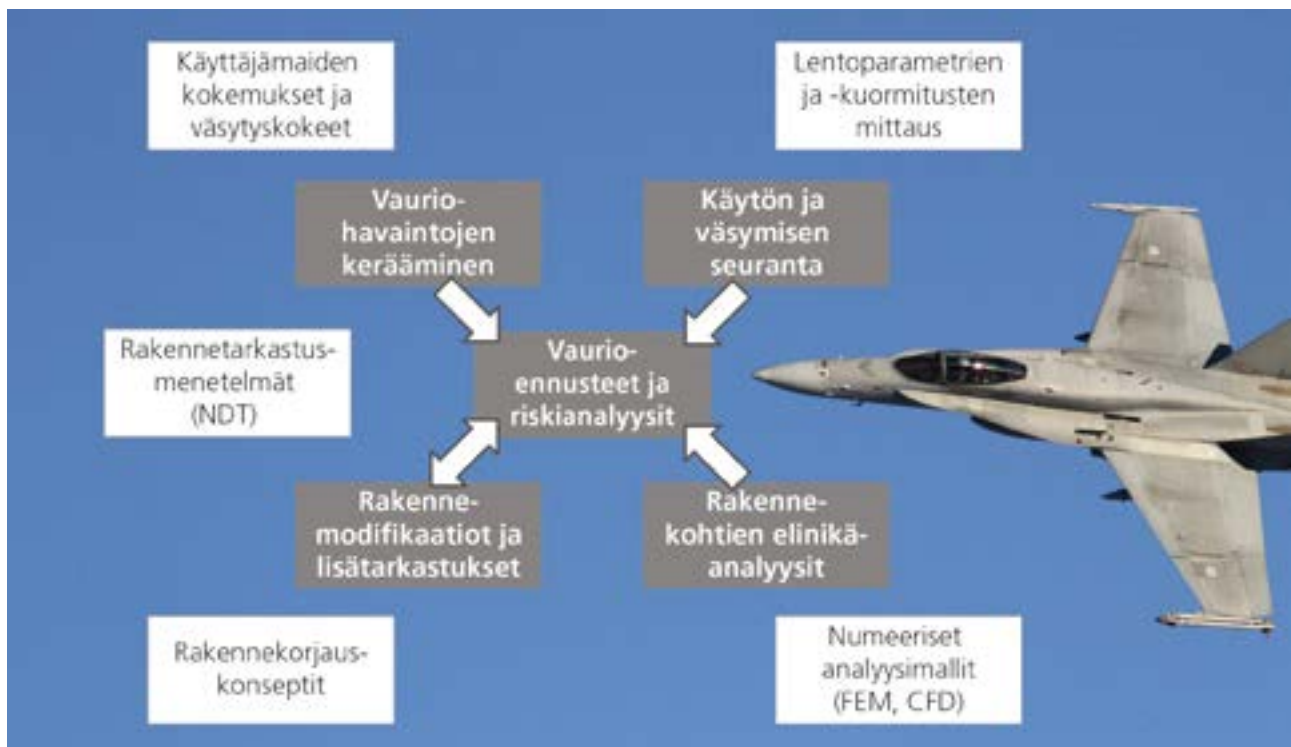 Käyttäjämaiden
kokemukset ja
väsytyskokeet
Lentoparametrien
ja -kuormitusten
mittaus
Vaurio-
havaintojen
kerääminen
Käytön ja
väsymisen
seuranta
Rakennetarkastus-
menetelmät
(NDT)
Vaurio-
ennusteet ja
riskianalyysit
Rakenne-
modifikaatiot ja
lisätarkastukset
Rakenne-
kohtien elinikä-
analyysit
Rakennekorjaus-
konseptit
Numeeriset
analyysimallit
(FEM, CFD)